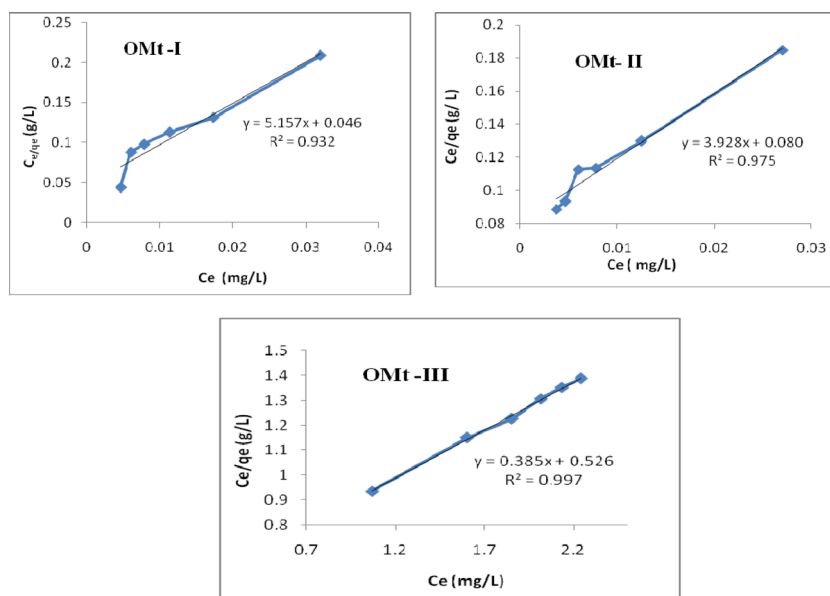 OMt -I
0.25
0.2
0.15
0.1
0.05
0
Ce/qe (g/L)
y = 5.157x + 0.046
R² = 0.932
0 0.01 0.02 0.03 0.04
Ce (mg/L)
OMt- II
0.2
0.18
0.16
0.14
0.12
0.1
0.08
Ce/qe (g/ L)
y = 3.928x + 0.080
R² = 0.975
0 0.01 0.02 0.03
Ce ( mg/L)
OMt -III
1.5
1.4
1.3
1.2
1.1
1
0.9
0.8
Ce/qe (g/L)
y = 0.385x + 0.526
R² = 0.997
0.7 1.2 1.7 2.2
Ce (mg/L)